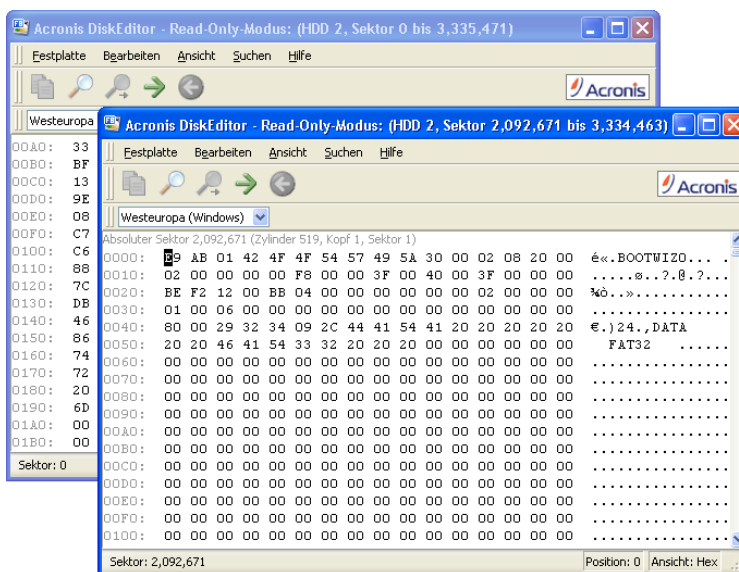 Acronis DiskEditor - Read-Only-Modus: (HDD 2, Sektor 0 bis 3,335,471)
Festplatte Bearbeiten Ansicht Suchen Hilfe
Acronis
Westeuropa
00A0: 33
00B0: BF
00C0: 13
00D0: 9E
00E0: 08
00F0: C7
0100: C6
0110: 88
0120: 7C
0130: DB
0140: 46
0150: 86
0160: 74
0170: 72
0180: 20
0190: 6D
01A0: 00
01B0: 00
Sektor: 0
Acronis DiskEditor - Read-Only-Modus: (HDD 2, Sektor 2,092,671 bis 3,334,463)
Festplatte Bearbeiten Ansicht Suchen Hilfe
Acronis
Westeuropa (Windows)
Absoluter Sektor 2,092,671 (Zylinder 519, Kopf 1, Sektor 1)
0000: E9 AB 01 42 4F 4F 54 57 49 5A 30 00 02 08 20 00 é«.BOOTWIZ0... .
0010: 02 00 00 00 00 F8 00 00 3F 00 40 00 3F 00 00 00 .....ø..?.@.?...
0020: BE F2 12 00 BB 04 00 00 00 00 00 00 02 00 00 00 ¾ò..»...........
0030: 01 00 06 00 00 00 00 00 00 00 00 00 00 00 00 00 ................
0040: 80 00 29 32 34 09 2C 44 41 54 41 20 20 20 20 20 €.)24.,DATA
0050: 20 20 46 41 54 33 32 20 20 20 00 00 00 00 00 00 FAT32 ......
0060: 00 00 00 00 00 00 00 00 00 00 00 00 00 00 00 00 ................
0070: 00 00 00 00 00 00 00 00 00 00 00 00 00 00 00 00 ................
0080: 00 00 00 00 00 00 00 00 00 00 00 00 00 00 00 00 ................
0090: 00 00 00 00 00 00 00 00 00 00 00 00 00 00 00 00 ................
00A0: 00 00 00 00 00 00 00 00 00 00 00 00 00 00 00 00 ................
00B0: 00 00 00 00 00 00 00 00 00 00 00 00 00 00 00 00 ................
00C0: 00 00 00 00 00 00 00 00 00 00 00 00 00 00 00 00 ................
00D0: 00 00 00 00 00 00 00 00 00 00 00 00 00 00 00 00 ................
00E0: 00 00 00 00 00 00 00 00 00 00 00 00 00 00 00 00 ................
00F0: 00 00 00 00 00 00 00 00 00 00 00 00 00 00 00 00 ................
0100: 00 00 00 00 00 00 00 00 00 00 00 00 00 00 00 00 ................
Sektor: 2,092,671 Position: 0 Ansicht: Hex